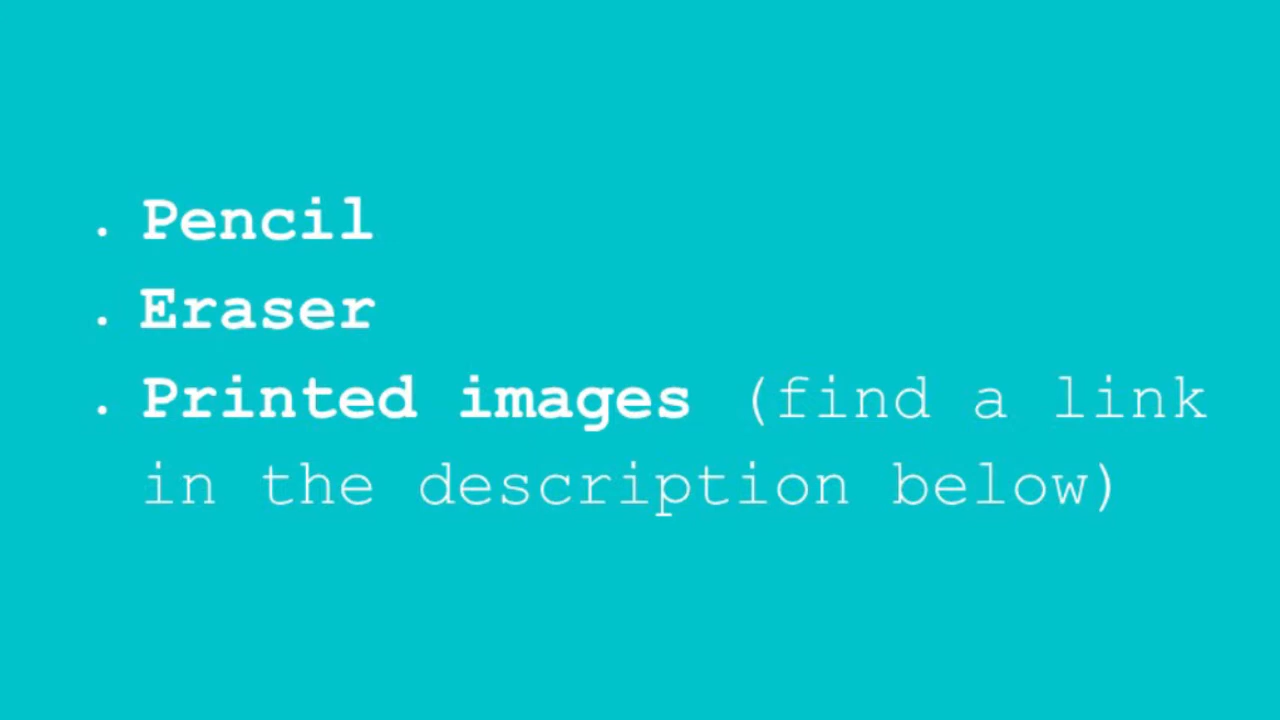 . Pencil
. Eraser
. Printed images (find a link
in the description below)